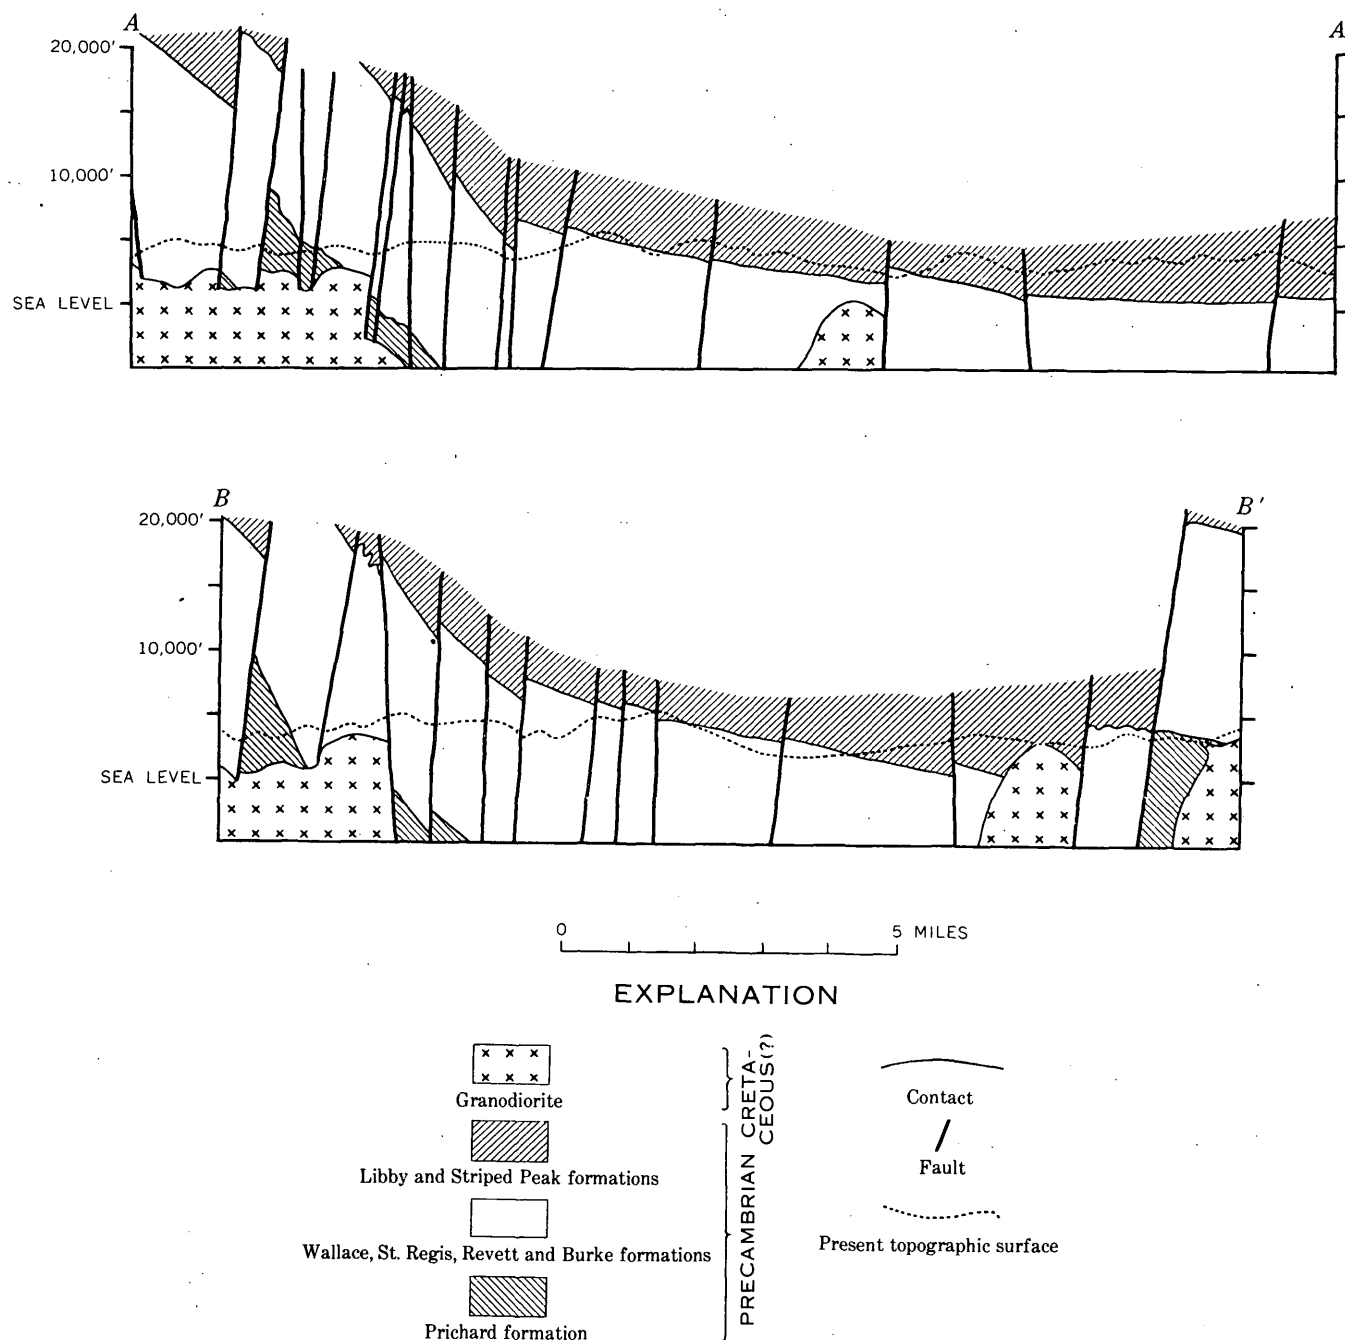 A A
20,000'
10,000'
SEA LEVEL
B B'
20,000'
10,000'
SEA LEVEL
0 5 MILES
EXPLANATION
Granodiorite
Libby and Striped Peak formations
Wallace, St. Regis, Revett and Burke formations
Prichard formation
PRECAMBRIAN CRETA-
CEOUS(?)
Contact
Fault
Present topographic surface